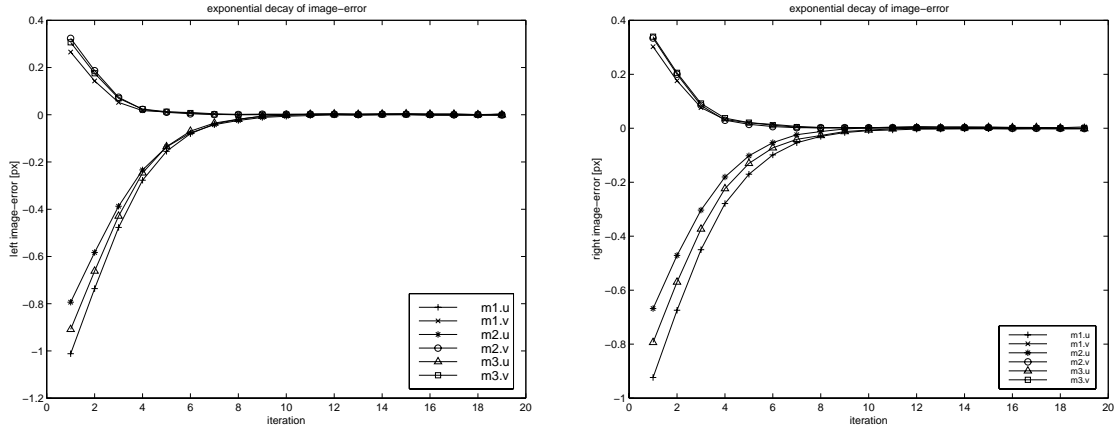 exponential decay of image−error
0.4
0.2
0
−0.2
−0.4
−0.6
−0.8
−1
−1.2
left image−error [px]
0 2 4 6 8 10 12 14 16 18 20
iteration
m1.u
m1.v
m2.u
m2.v
m3.u
m3.v
exponential decay of image−error
0.4
0.2
0
−0.2
−0.4
−0.6
−0.8
−1
right image−error [px]
0 2 4 6 8 10 12 14 16 18 20
iteration
m1.u
m1.v
m2.u
m2.v
m3.u
m3.v